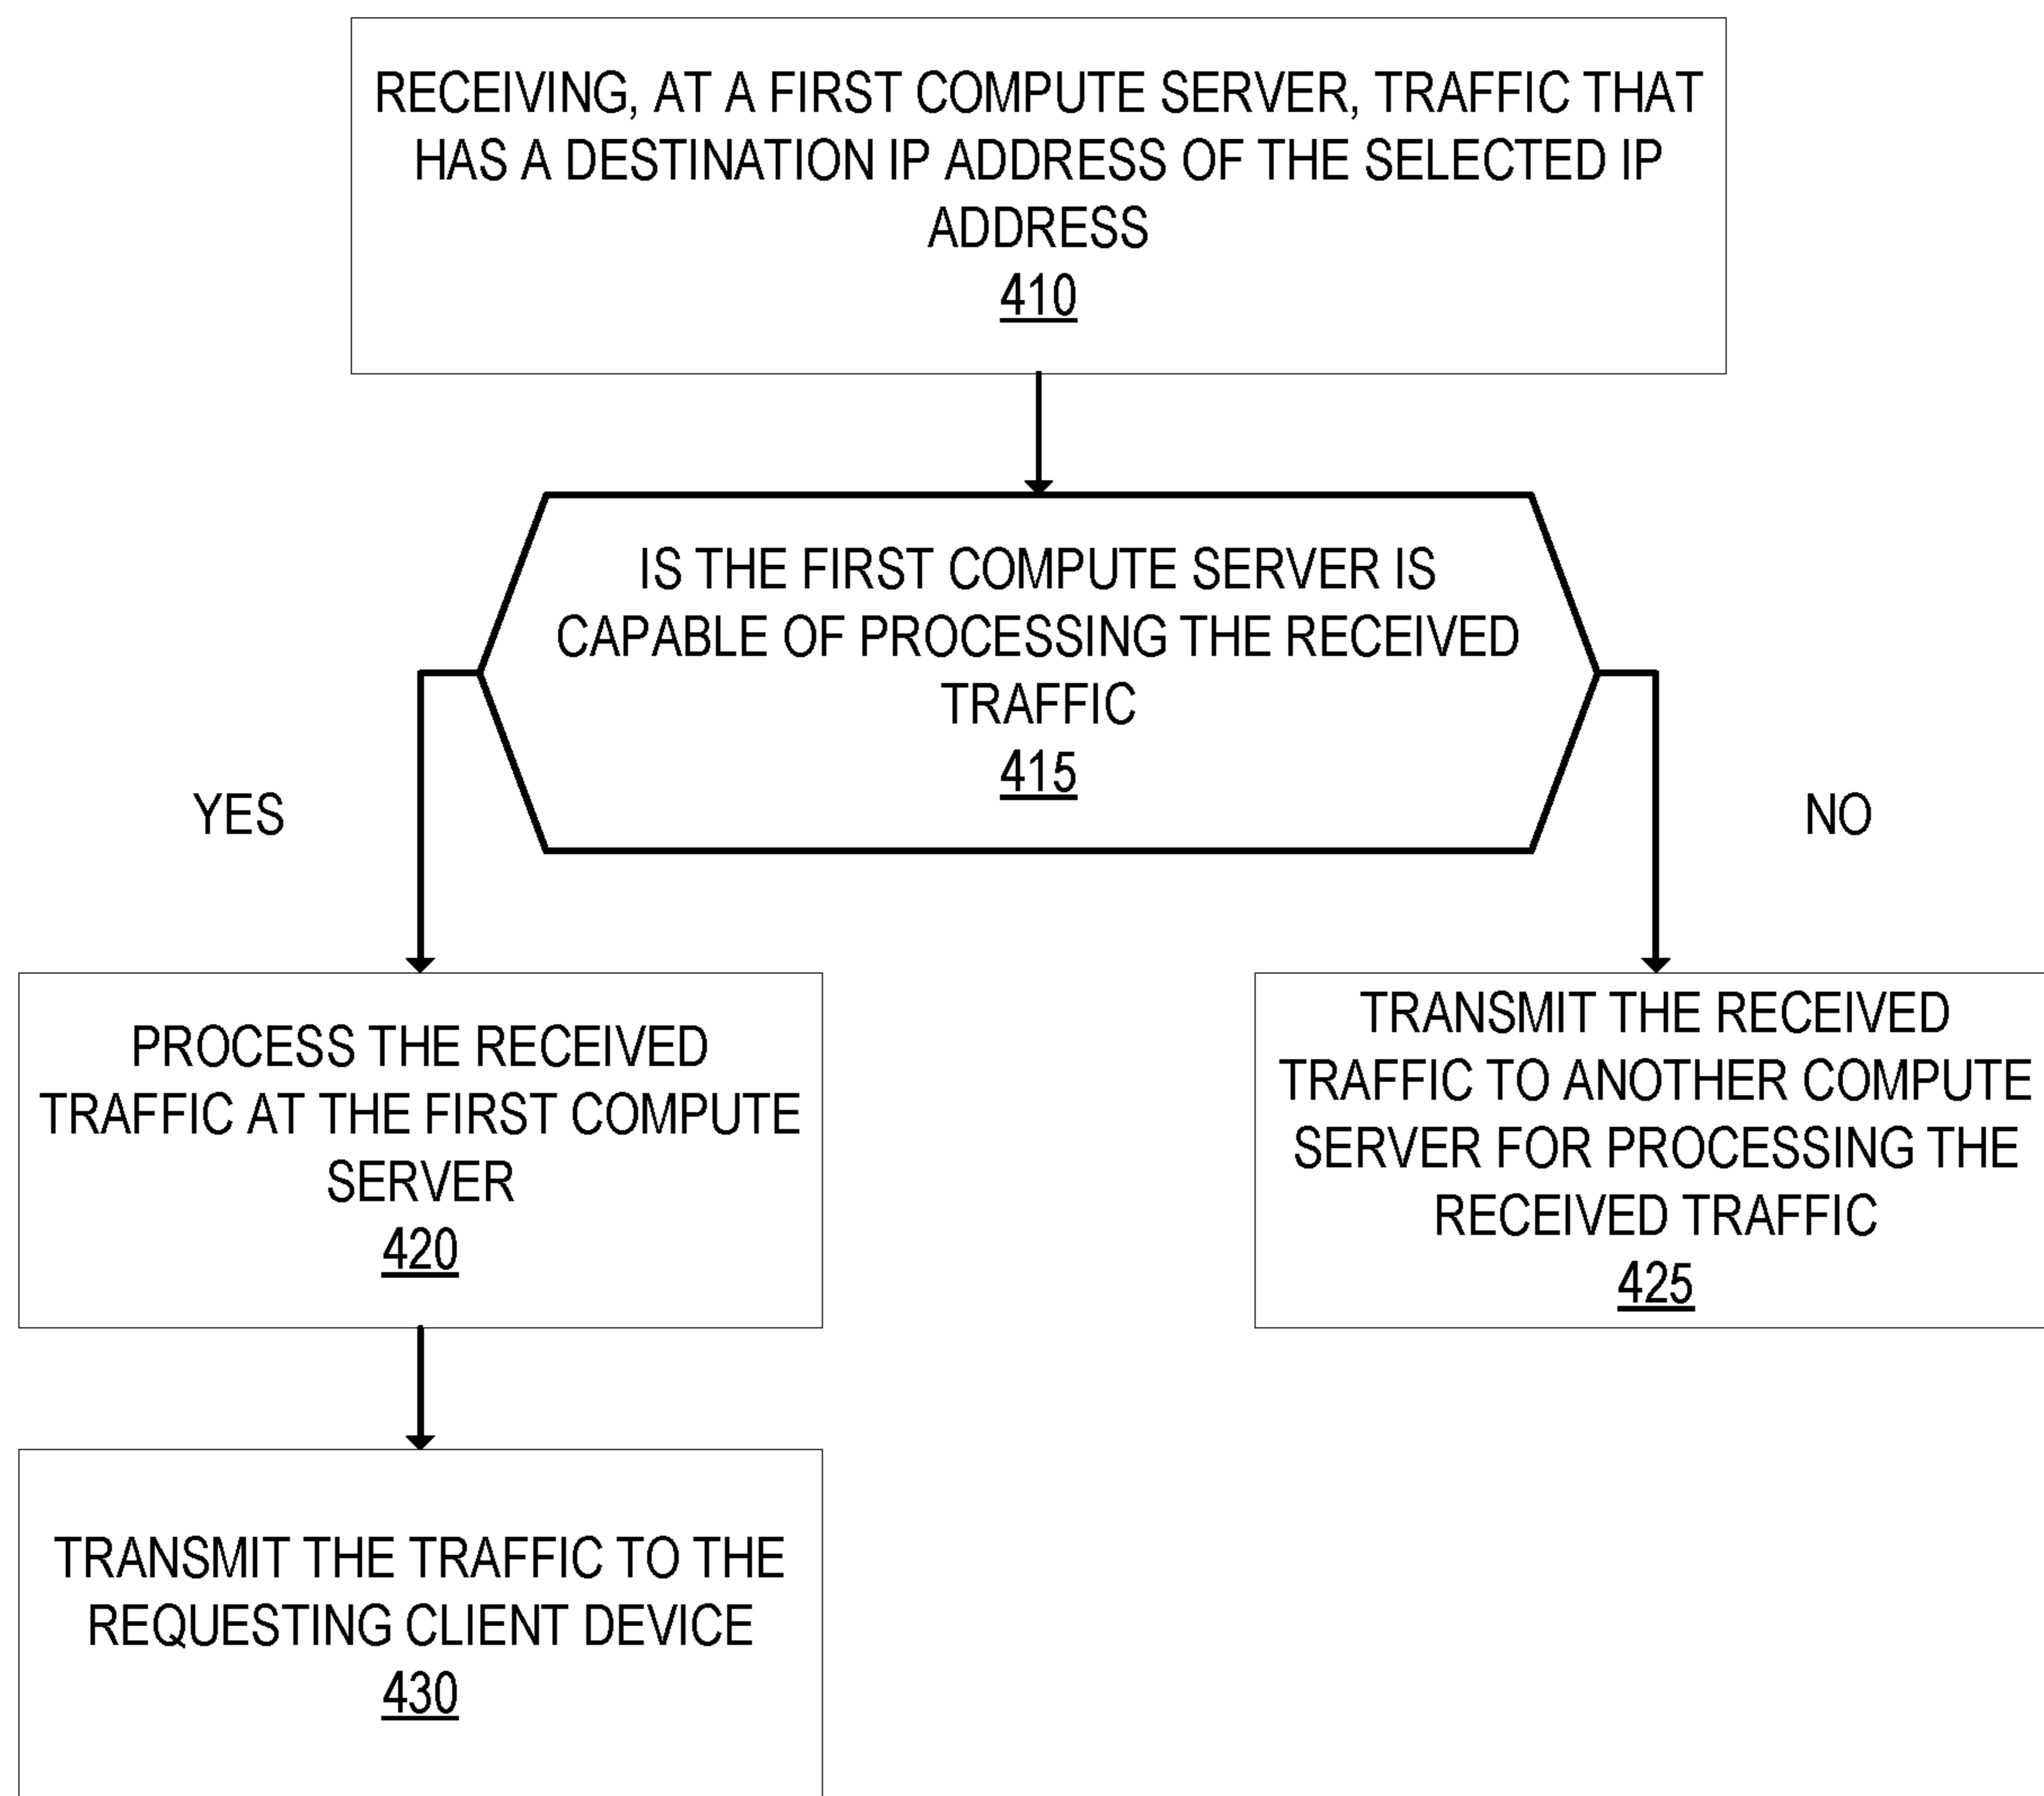 RECEIVING, AT A FIRST COMPUTE SERVER, TRAFFIC THAT
HAS A DESTINATION IP ADDRESS OF THE SELECTED IP
ADDRESS
410
IS THE FIRST COMPUTE SERVER IS
CAPABLE OF PROCESSING THE RECEIVED
TRAFFIC
415
YES
NO
PROCESS THE RECEIVED
TRAFFIC AT THE FIRST COMPUTE
SERVER
420
TRANSMIT THE RECEIVED
TRAFFIC TO ANOTHER COMPUTE
SERVER FOR PROCESSING THE
RECEIVED TRAFFIC
425
TRANSMIT THE TRAFFIC TO THE
REQUESTING CLIENT DEVICE
430